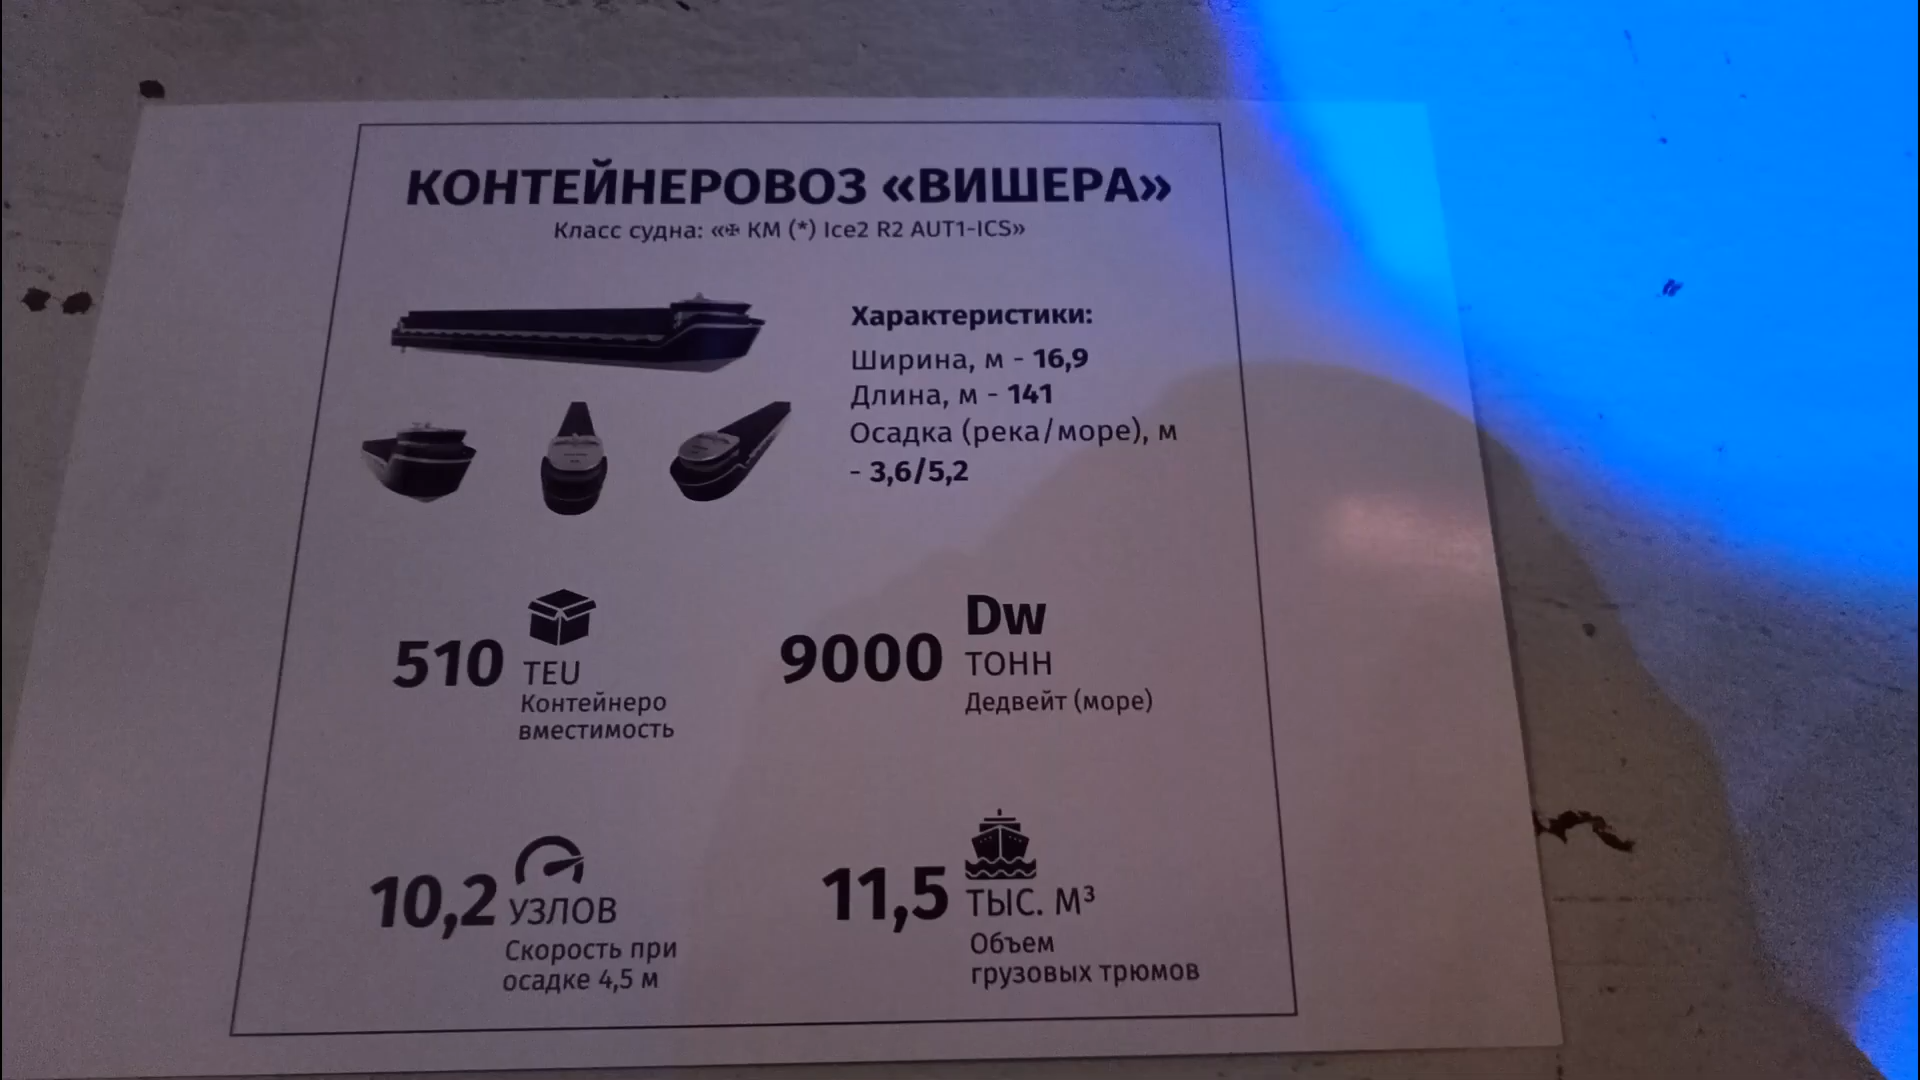 КОНТЕЙНЕРОВОЗ «ВИШЕРА»
Класс судна: «✠ КМ (*) Ice2 R2 AUT1-ICS»
Характеристики:
Ширина, м - 16,9
Длина, м - 141
Осадка (река/море), м
- 3,6/5,2
510 TEU
Контейнеро
вместимость
9000 Dw
ТОНН
Дедвейт (море)
10,2 УЗЛОВ
Скорость при
осадке 4,5 м
11,5 ТЫС. М³
Объем
грузовых трюмов